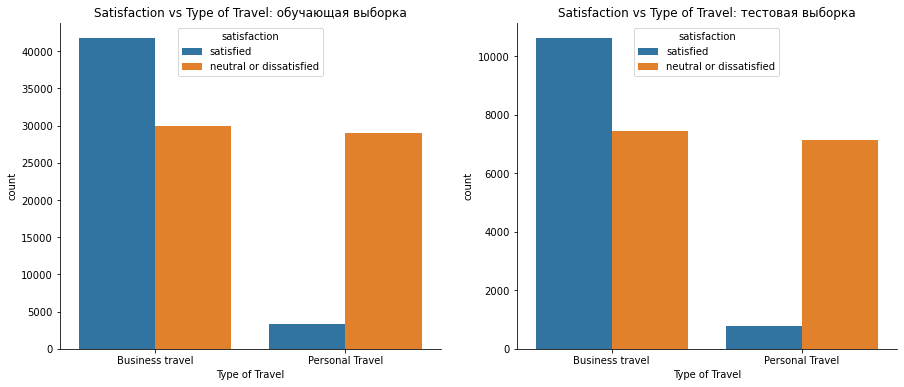 Satisfaction vs Type of Travel: обучающая выборка
satisfaction
satisfied
neutral or dissatisfied
40000
35000
30000
25000
20000
15000
10000
5000
0
count
Business travel
Personal Travel
Type of Travel
Satisfaction vs Type of Travel: тестовая выборка
satisfaction
satisfied
neutral or dissatisfied
10000
8000
6000
4000
2000
0
count
Business travel
Personal Travel
Type of Travel